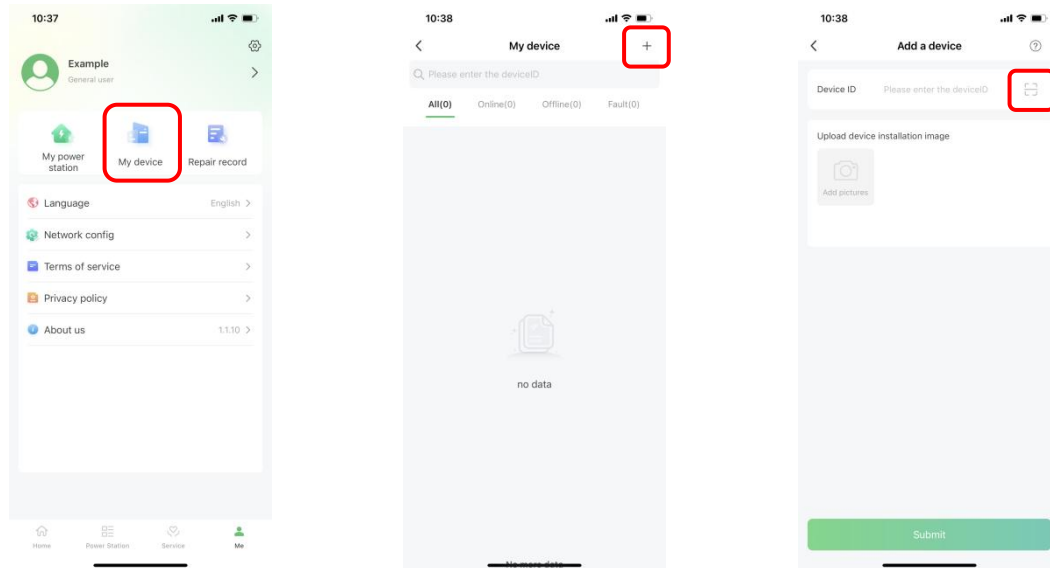 10:37
Example
General user
My power
station
My device
Repair record
Language
English
Network config
Terms of service
Privacy policy
About us
1.1.10
Home
Power Station
Service
Me
10:38
My device
Please enter the deviceID
All(0)
Online(0)
Offline(0)
Fault(0)
no data
No more data
10:38
Add a device
Device ID
Please enter the deviceID
Upload device installation image
Add pictures
Submit